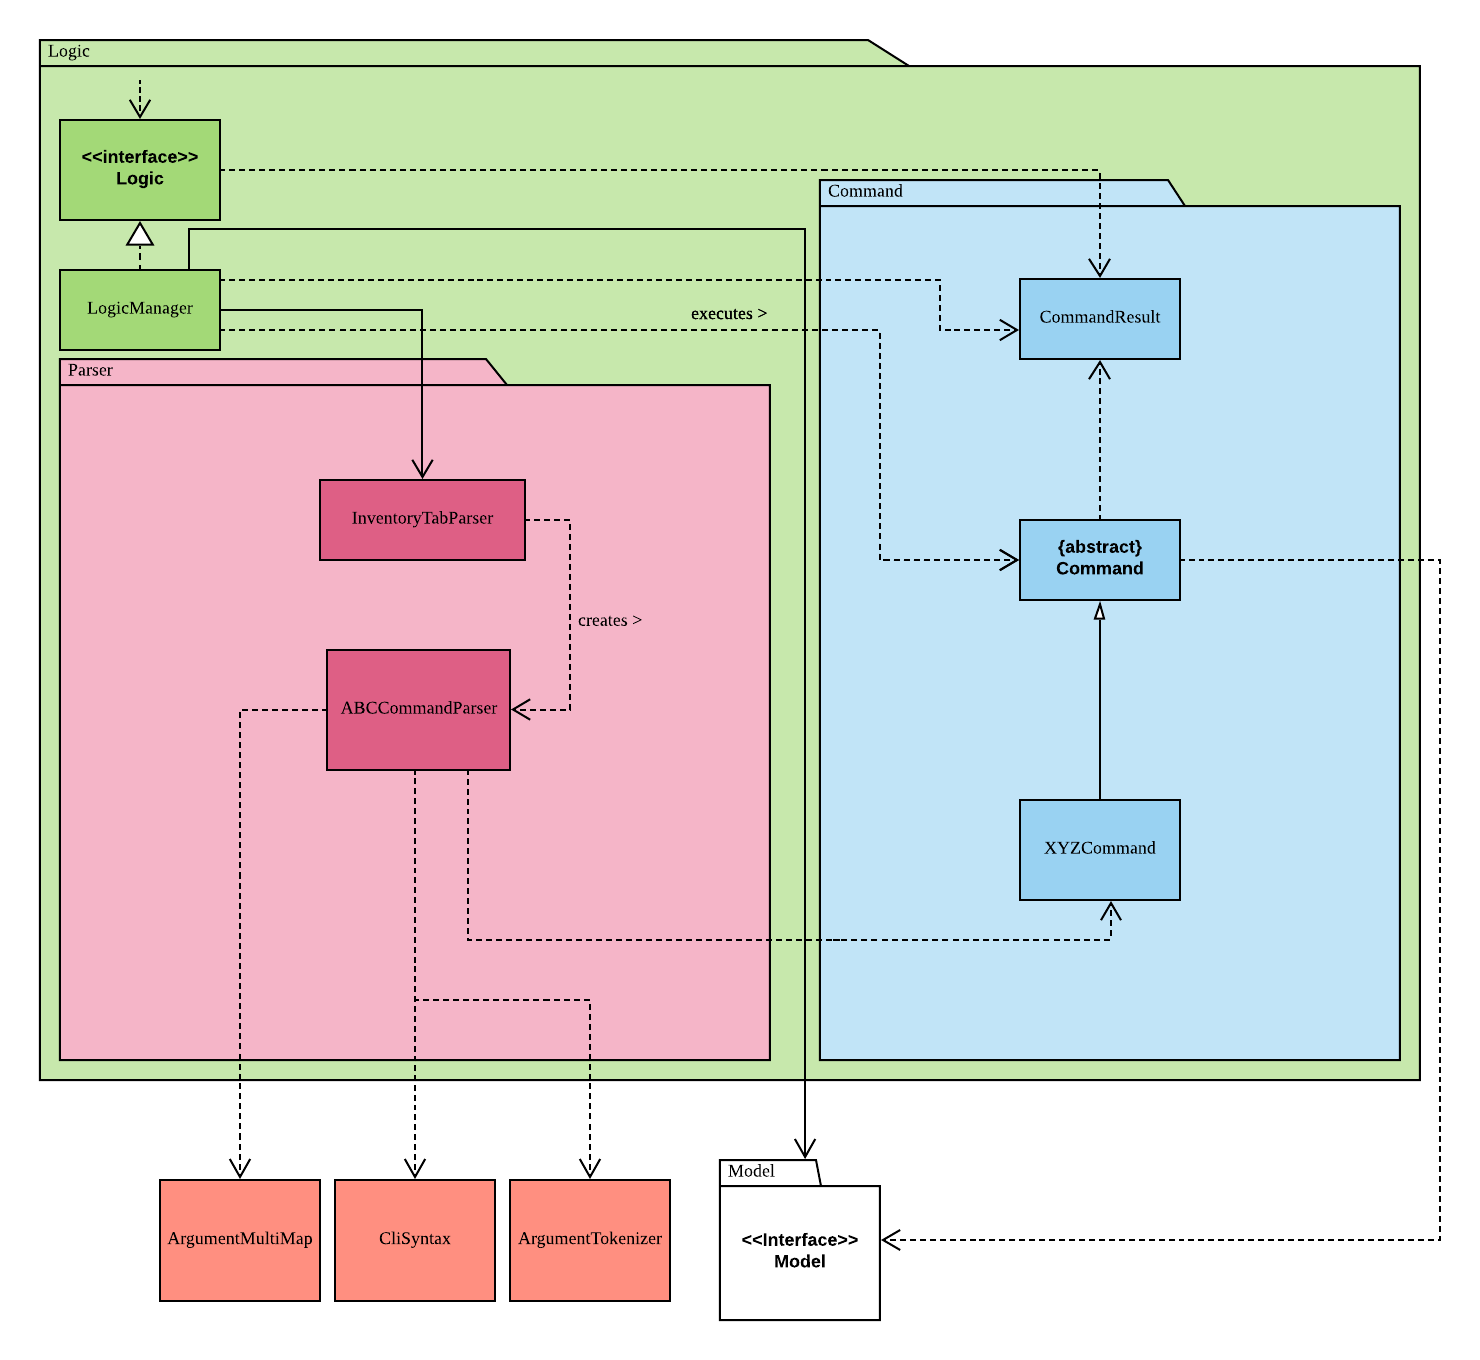 Logic
<<interface>>
Logic
Command
LogicManager
executes >
CommandResult
Parser
InventoryTabParser
{abstract}
Command
creates >
ABCCommandParser
XYZCommand
Model
ArgumentMultiMap
CliSyntax
ArgumentTokenizer
<<Interface>>
Model